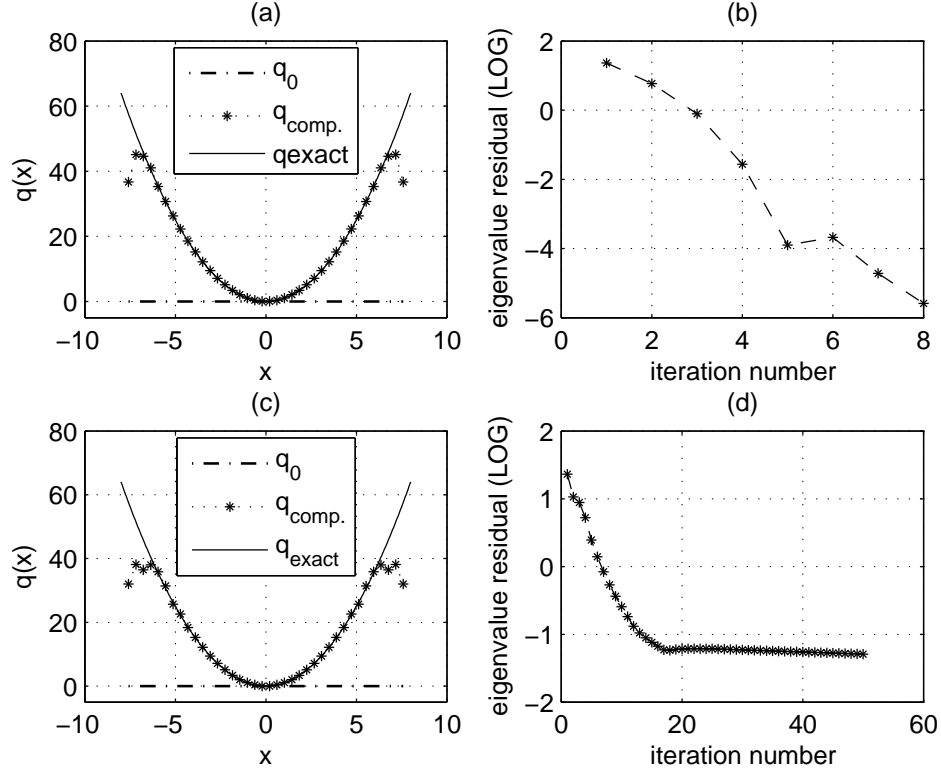 (a)
80
60
40
20
0
q(x)
−10
−5
0
5
10
x
q0
qcomp.
qexact
(b)
2
0
−2
−4
−6
eigenvalue residual (LOG)
0
2
4
6
8
iteration number
(c)
80
60
40
20
0
q(x)
−10
−5
0
5
10
x
q0
qcomp.
qexact
(d)
2
1
0
−1
−2
eigenvalue residual (LOG)
0
20
40
60
iteration number